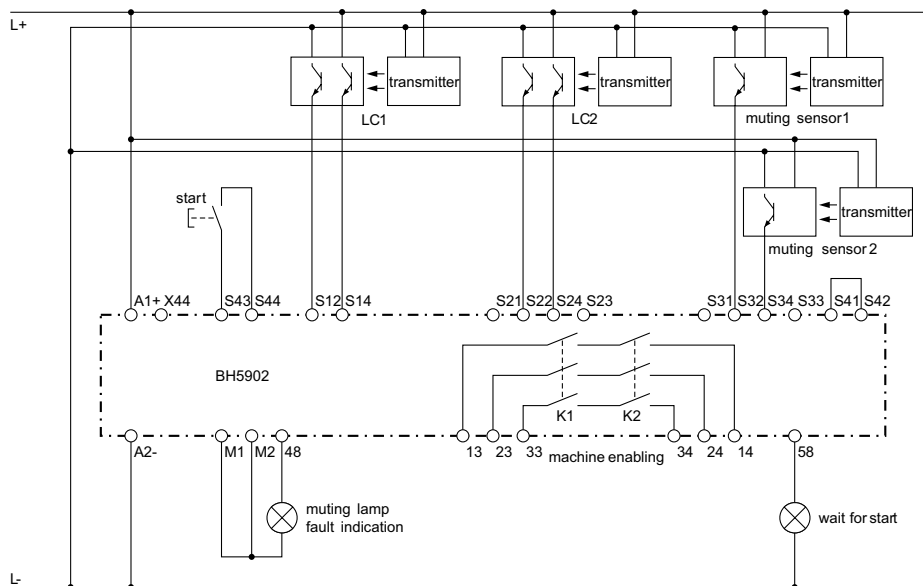 L+
transmitter
transmitter
transmitter
LC1
LC2
muting sensor1
start
transmitter
muting sensor2
A1+ X44 S43 S44 S12 S14 S21 S22 S24 S23 S31 S32 S34 S33 S41 S42
BH5902
K1 K2
A2- M1 M2 48 13 23 33 machine enabling 34 24 14 58
muting lamp
fault indication
wait for start
L-